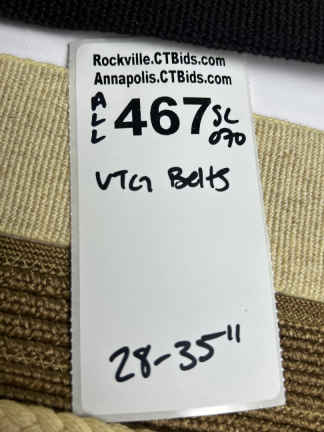 Rockville.CTBids.com
Annapolis.CTBids.com
ALL 467 SC 070
VTG Belts
28-35"